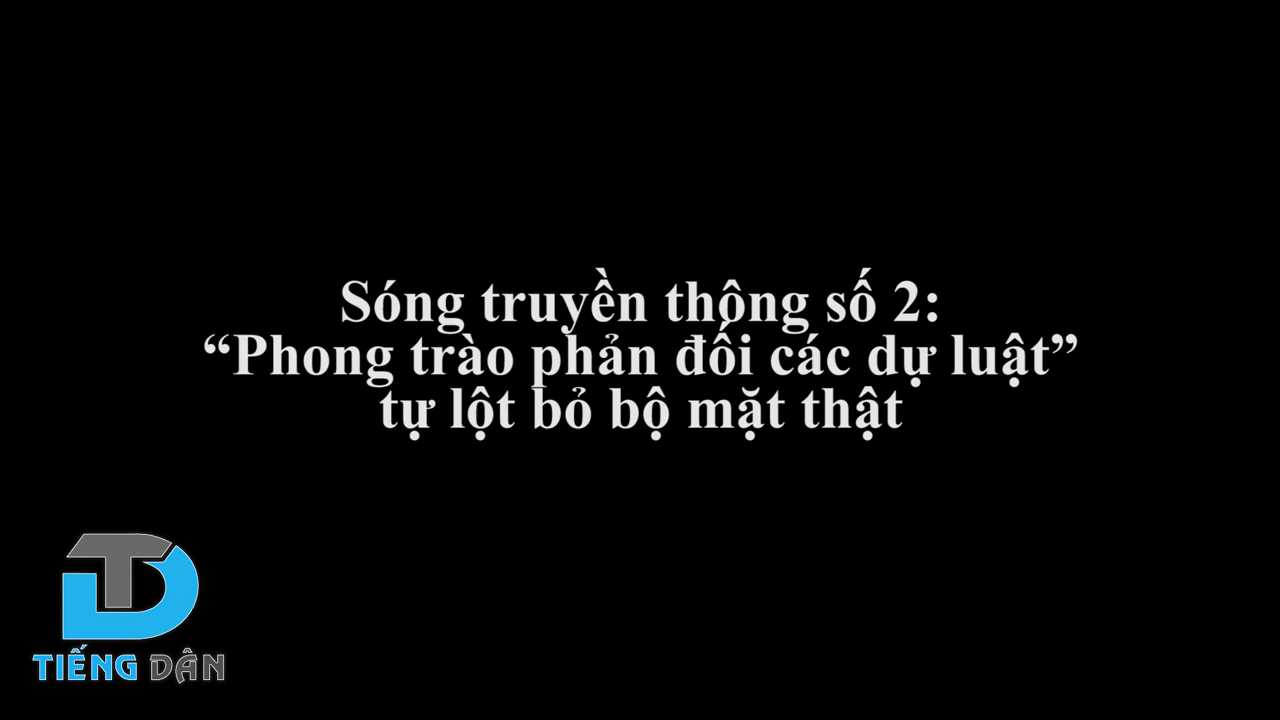 Sóng truyền thông số 2:
“Phong trào phản đối các dự luật”
tự lột bỏ bộ mặt thật
TD
TIẾNG DÂN